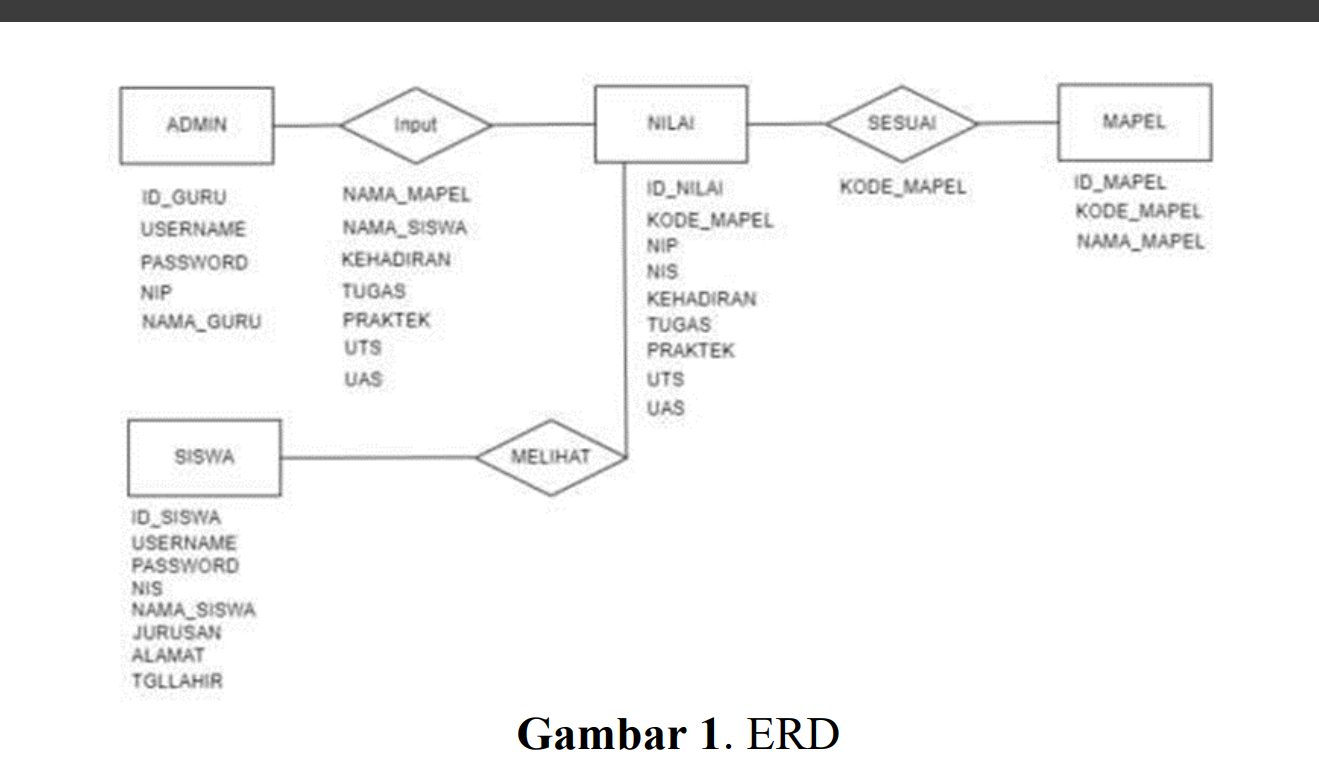 ADMIN
Input
NILAI
SESUAI
MAPEL
ID_GURU
USERNAME
PASSWORD
NIP
NAMA_GURU
NAMA_MAPEL
NAMA_SISWA
KEHADIRAN
TUGAS
PRAKTEK
UTS
UAS
ID_NILAI
KODE_MAPEL
NIP
NIS
KEHADIRAN
TUGAS
PRAKTEK
UTS
UAS
KODE_MAPEL
ID_MAPEL
KODE_MAPEL
NAMA_MAPEL
SISWA
MELIHAT
ID_SISWA
USERNAME
PASSWORD
NIS
NAMA_SISWA
JURUSAN
ALAMAT
TGLLAHIR
Gambar 1. ERD